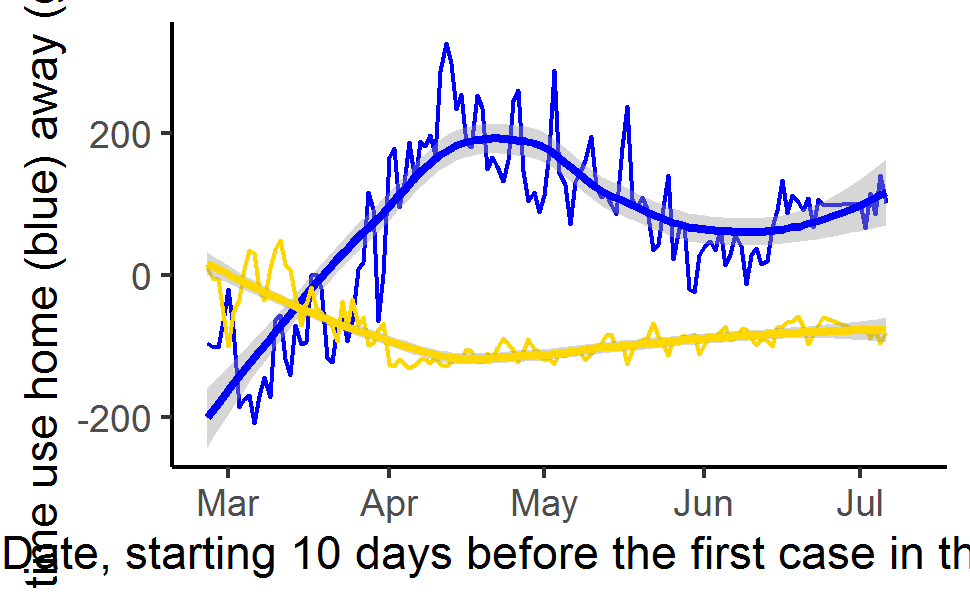 time use home (blue) away (
200
0
-200
Mar Apr May Jun Jul
Date, starting 10 days before the first case in th